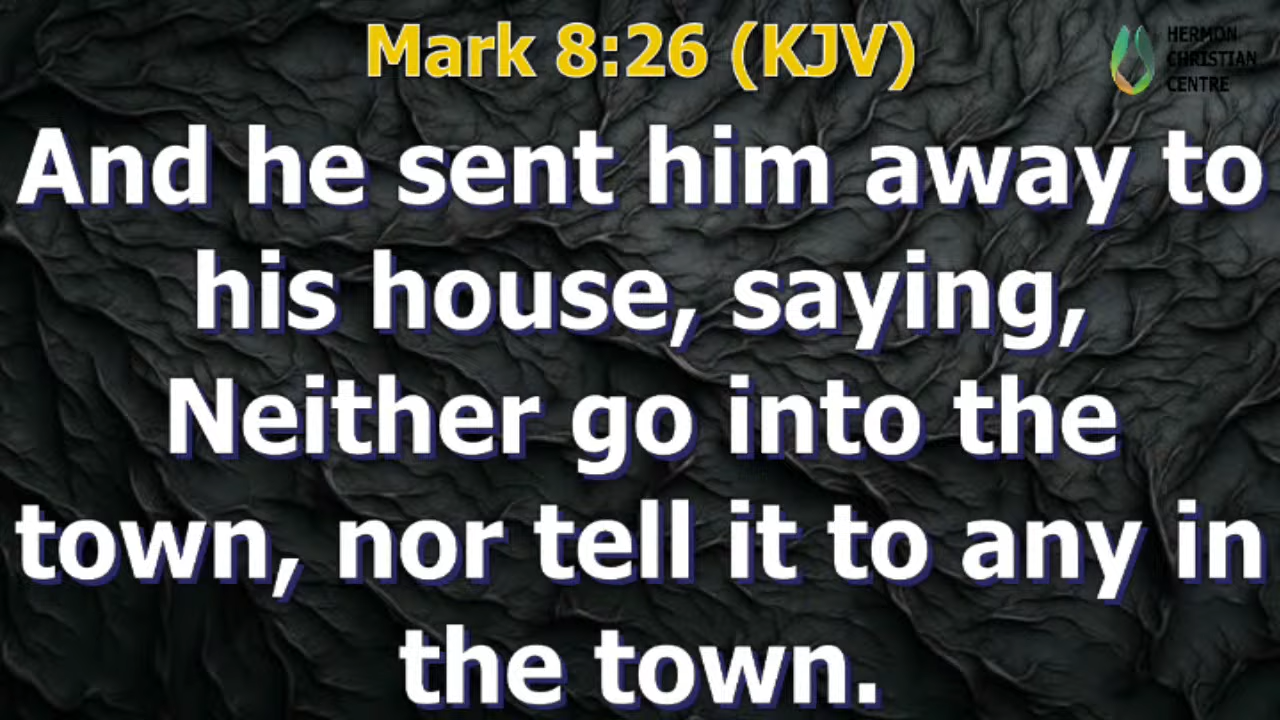 Mark 8:26 (KJV)
HERMON
CHRISTIAN
CENTRE
And he sent him away to
his house, saying,
Neither go into the
town, nor tell it to any in
the town.